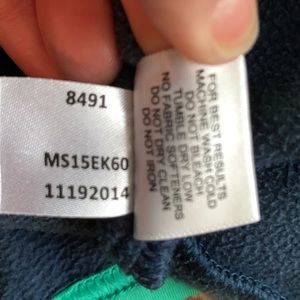 8491
MS15EK60
11192014
FOR BEST RESULTS
MACHINE WASH COLD
DO NOT BLEACH
TUMBLE DRY LOW
NO FABRIC SOFTENERS
DO NOT DRY CLEAN
DO NOT IRON